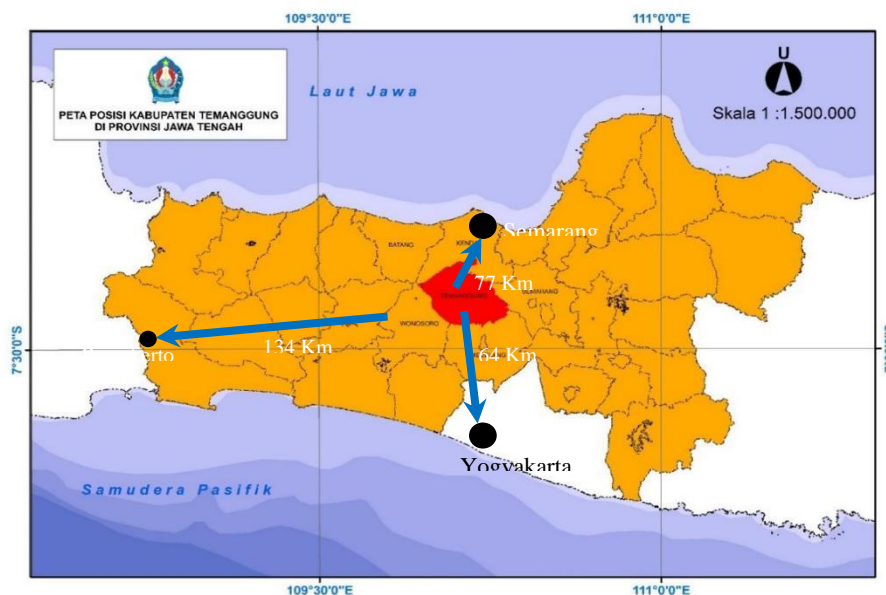 109°30'0"E
111°0'0"E
PETA POSISI KABUPATEN TEMANGGUNG
DI PROVINSI JAWA TENGAH
Laut Jawa
U
Skala 1 :1.500.000
Semarang
BATANG
77 Km
TEMANGGUNG
WONOSORO
134 Km
64 Km
7°30'0"S
Yogyakarta
Samudera Pasifik
109°30'0"E
111°0'0"E